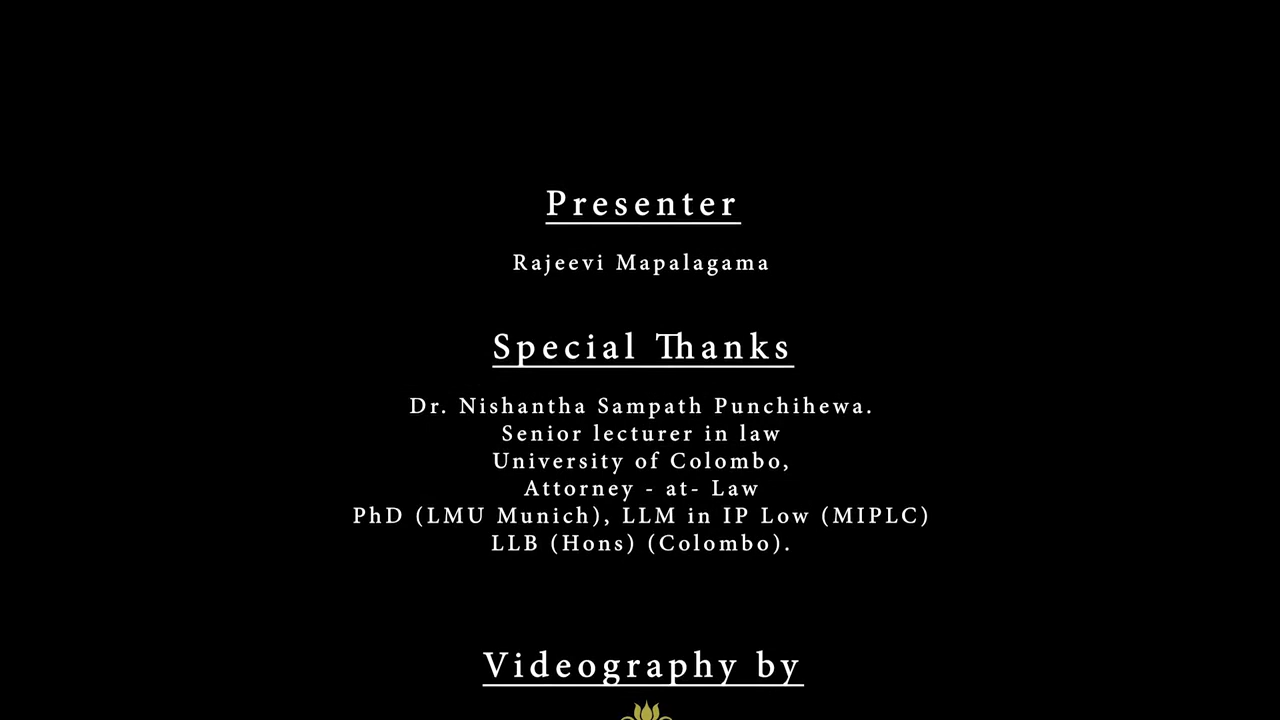 Presenter
Rajeevi Mapalagama
Special Thanks
Dr. Nishantha Sampath Punchihewa.
Senior lecturer in law
University of Colombo,
Attorney - at- Law
PhD (LMU Munich), LLM in IP Low (MIPLC)
LLB (Hons) (Colombo).
Videography by